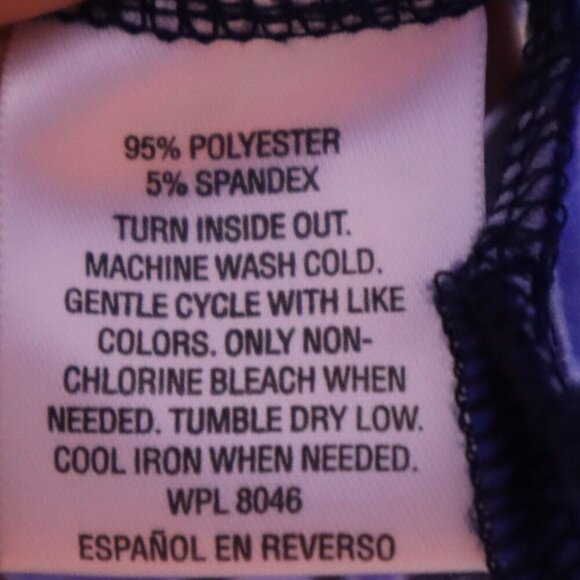 95% POLYESTER
5% SPANDEX
TURN INSIDE OUT.
MACHINE WASH COLD.
GENTLE CYCLE WITH LIKE
COLORS. ONLY NON-
CHLORINE BLEACH WHEN
NEEDED. TUMBLE DRY LOW.
COOL IRON WHEN NEEDED.
WPL 8046
ESPAÑOL EN REVERSO